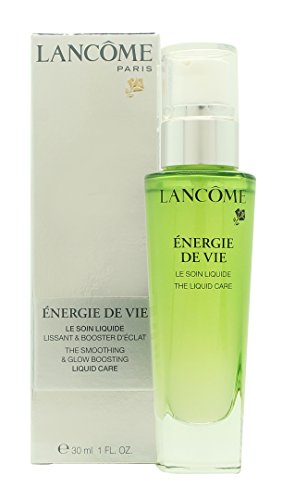 LANCÔME
PARIS
ÉNERGIE DE VIE
LE SOIN LIQUIDE
LISSANT & BOOSTER D'ÉCLAT
THE SMOOTHING
& GLOW BOOSTING
LIQUID CARE
℮ 30 ml 1 FL. OZ.
LANCÔME
ÉNERGIE
DE VIE
LE SOIN LIQUIDE
THE LIQUID CARE